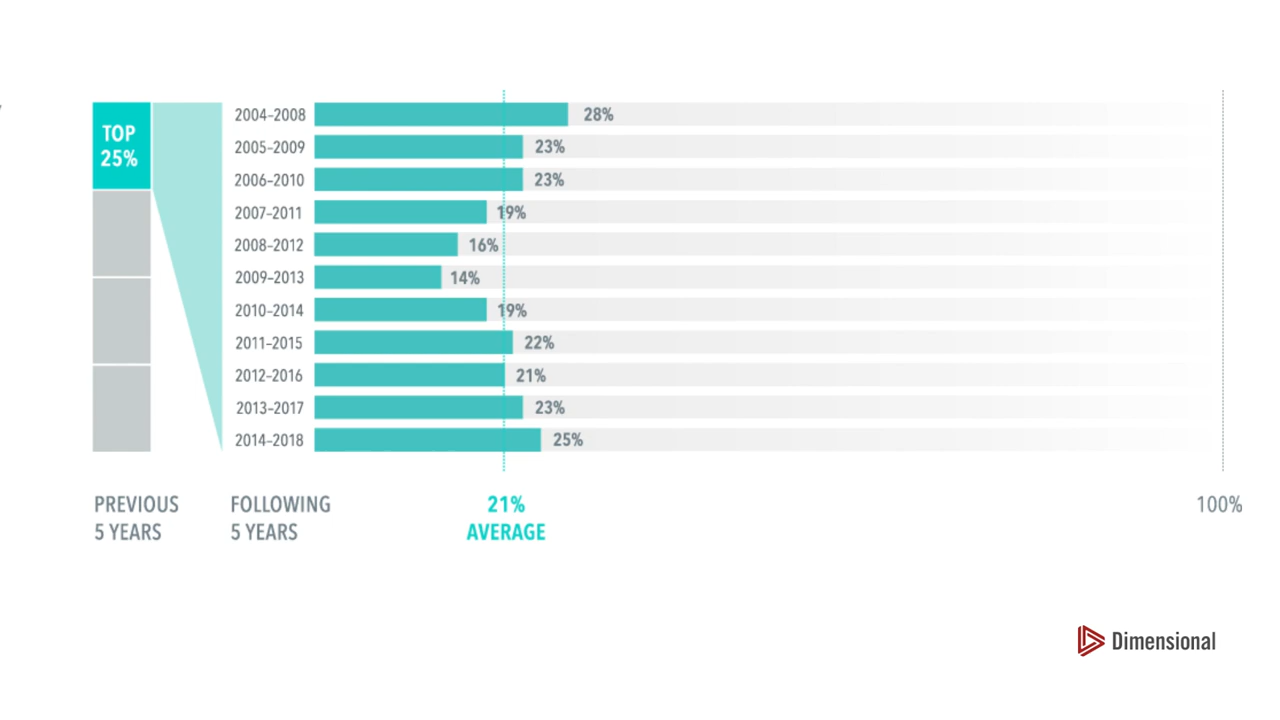 TOP
25%
2004–2008 28%
2005–2009 23%
2006–2010 23%
2007–2011 19%
2008–2012 16%
2009–2013 14%
2010–2014 19%
2011–2015 22%
2012–2016 21%
2013–2017 23%
2014–2018 25%
PREVIOUS
5 YEARS
FOLLOWING
5 YEARS
21%
AVERAGE
100%
Dimensional